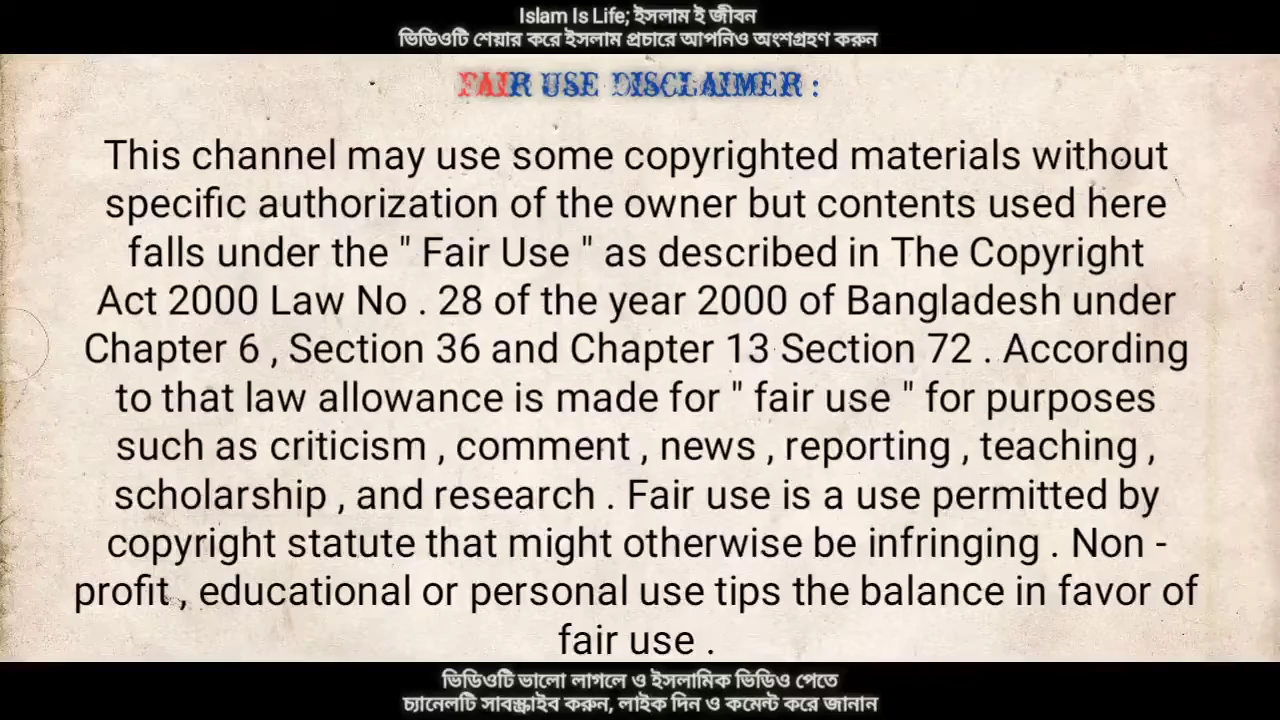 Islam Is Life; ইসলাম ই জীবন
ভিডিওটি শেয়ার করে ইসলাম প্রচারে আপনিও অংশগ্রহণ করুন
FAIR USE DISCLAIMER :
This channel may use some copyrighted materials without
specific authorization of the owner but contents used here
falls under the " Fair Use " as described in The Copyright
Act 2000 Law No . 28 of the year 2000 of Bangladesh under
Chapter 6 , Section 36 and Chapter 13 Section 72 . According
to that law allowance is made for " fair use " for purposes
such as criticism , comment , news , reporting , teaching ,
scholarship , and research . Fair use is a use permitted by
copyright statute that might otherwise be infringing . Non -
profit , educational or personal use tips the balance in favor of
fair use .
ভিডিওটি ভালো লাগলে ও ইসলামিক ভিডিও পেতে
চ্যানেলটি সাবস্ক্রাইব করুন, লাইক দিন ও কমেন্ট করে জানান